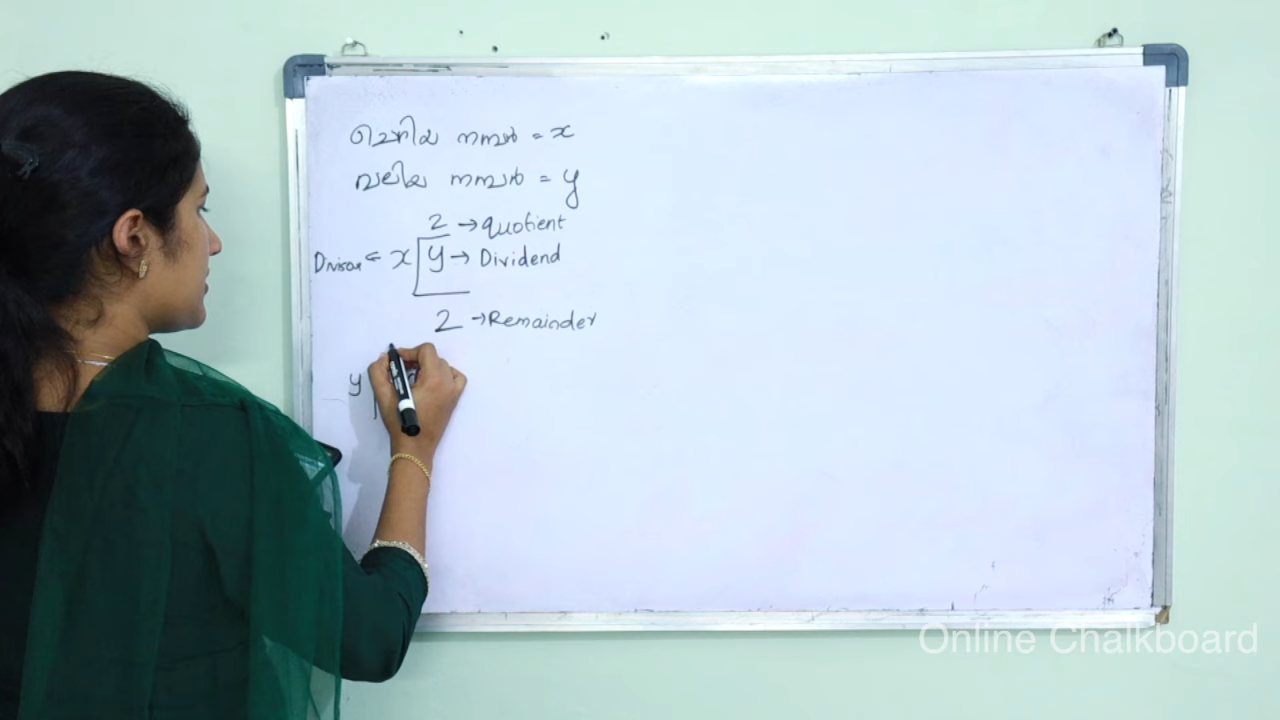 ചെറിയ നമ്പർ = x
വലിയ നമ്പർ = y
2 → quotient
Divisor ⇐ x y → Dividend
2 → Remainder
y
Online Chalkboard